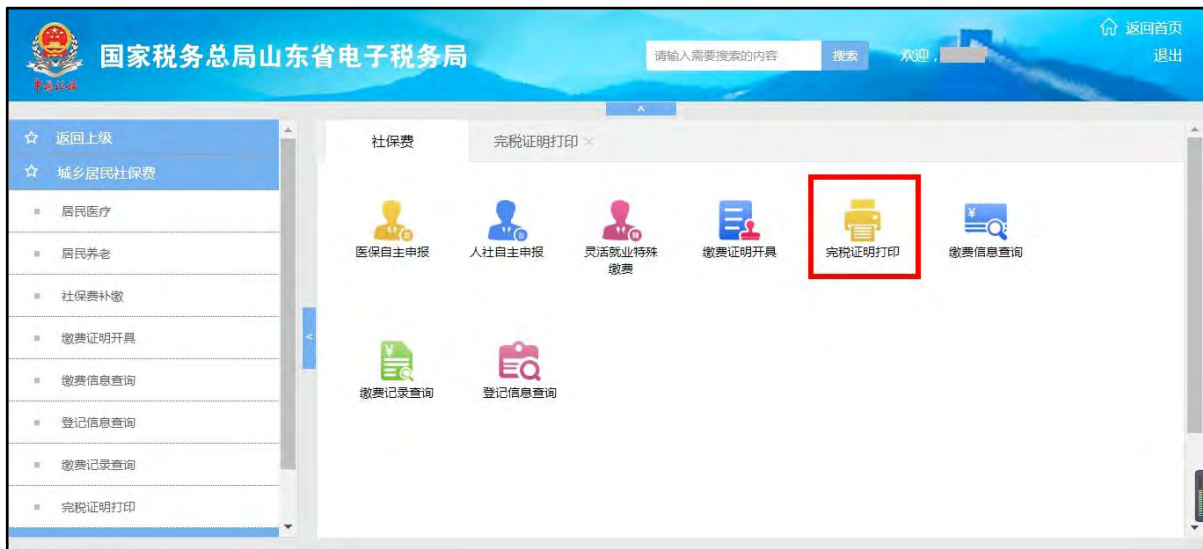 返回首页
国家税务总局山东省电子税务局
请输入需要搜索的内容
搜索
欢迎，
退出
中国税务
返回上级
城乡居民社保费
居民医疗
居民养老
社保费补缴
缴费证明开具
缴费信息查询
登记信息查询
缴费记录查询
完税证明打印
社保费
完税证明打印 ×
医保自主申报
人社自主申报
灵活就业特殊
缴费
缴费证明开具
完税证明打印
缴费信息查询
缴费记录查询
登记信息查询